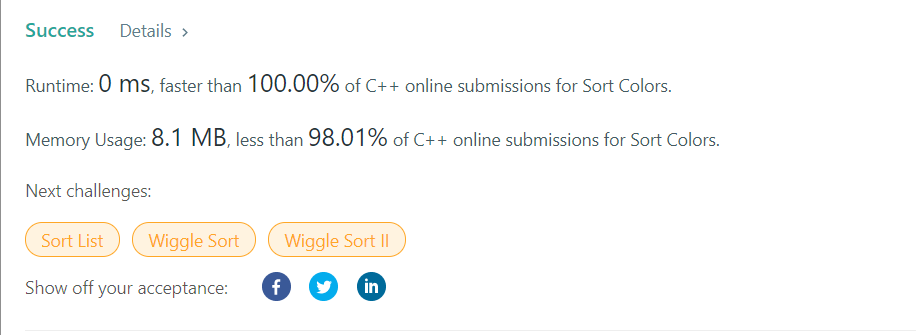 Success Details >
Runtime: 0 ms, faster than 100.00% of C++ online submissions for Sort Colors.
Memory Usage: 8.1 MB, less than 98.01% of C++ online submissions for Sort Colors.
Next challenges:
Sort List Wiggle Sort Wiggle Sort II
Show off your acceptance: f in